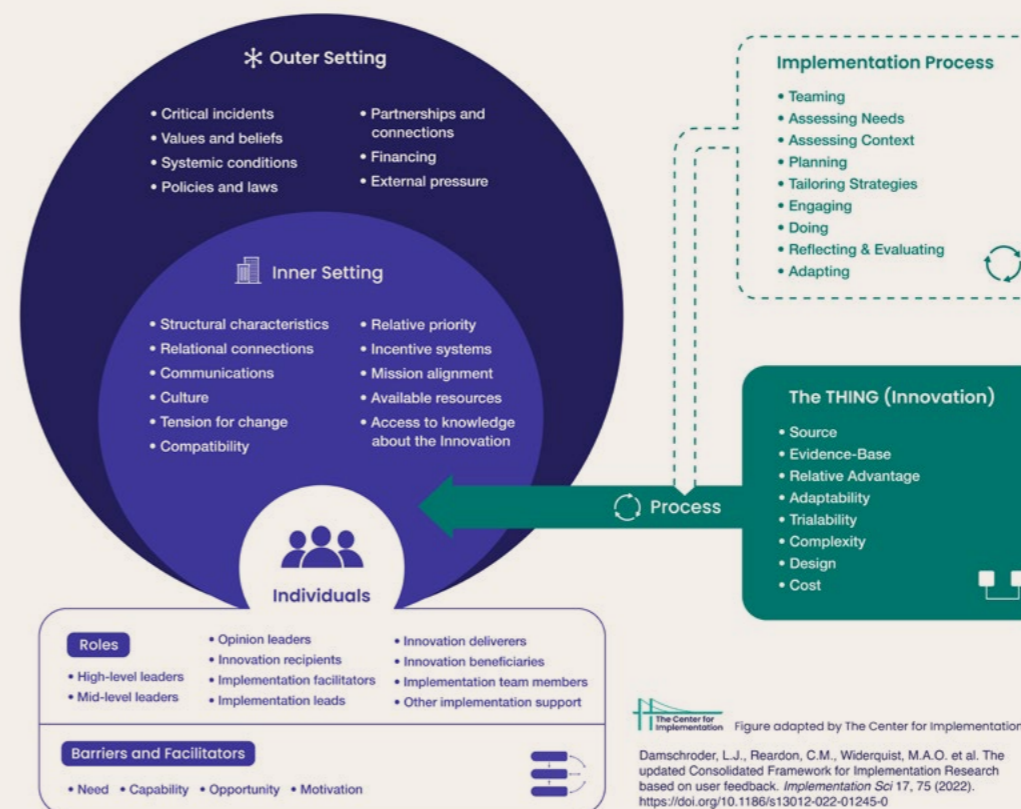 Outer Setting
• Critical incidents
• Values and beliefs
• Systemic conditions
• Policies and laws
• Partnerships and
connections
• Financing
• External pressure
Inner Setting
• Structural characteristics
• Relational connections
• Communications
• Culture
• Tension for change
• Compatibility
• Relative priority
• Incentive systems
• Mission alignment
• Available resources
• Access to knowledge
about the Innovation
Individuals
Roles
• High-level leaders
• Mid-level leaders
• Opinion leaders
• Innovation recipients
• Implementation facilitators
• Implementation leads
• Innovation deliverers
• Innovation beneficiaries
• Implementation team members
• Other implementation support
Barriers and Facilitators
• Need • Capability • Opportunity • Motivation
Implementation Process
• Teaming
• Assessing Needs
• Assessing Context
• Planning
• Tailoring Strategies
• Engaging
• Doing
• Reflecting & Evaluating
• Adapting
Process
The THING (Innovation)
• Source
• Evidence-Base
• Relative Advantage
• Adaptability
• Trialability
• Complexity
• Design
• Cost
The Center for
Implementation
Figure adapted by The Center for Implementation
Damschroder, L.J., Reardon, C.M., Widerquist, M.A.O. et al. The
updated Consolidated Framework for Implementation Research
based on user feedback. Implementation Sci 17, 75 (2022).
https://doi.org/10.1186/s13012-022-01245-0